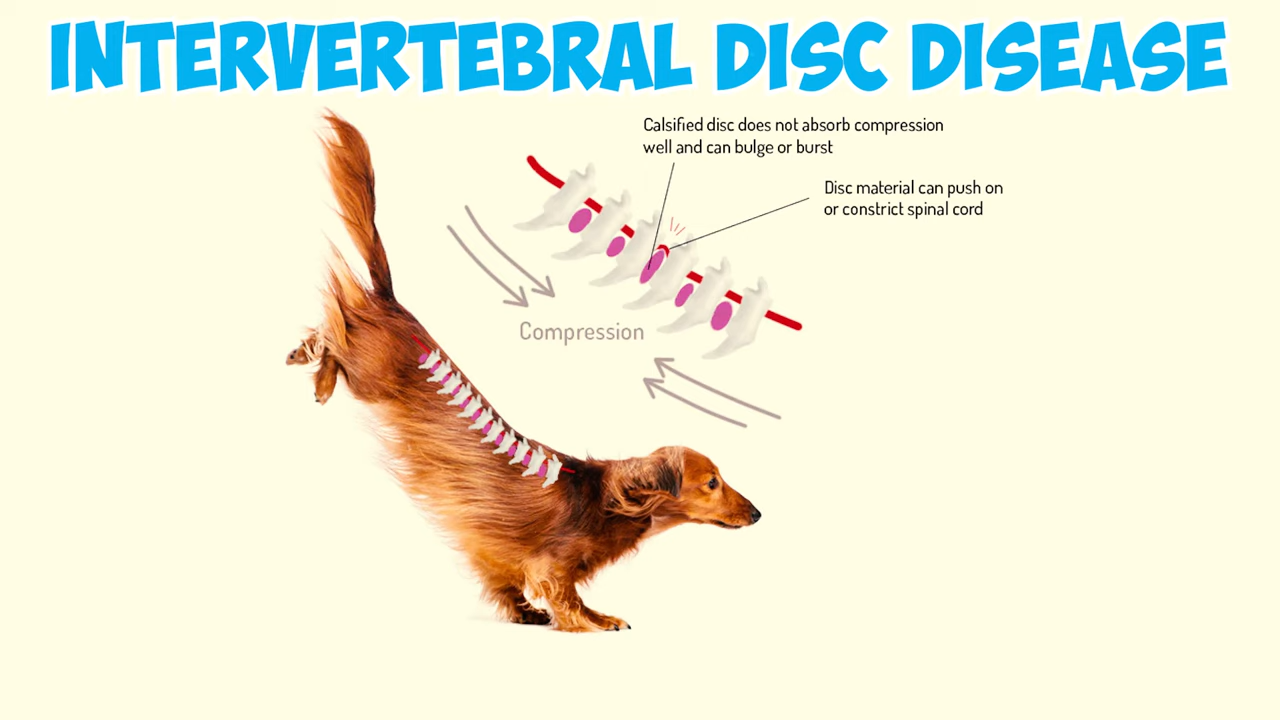 INTERVERTEBRAL DISC DISEASE
Calsified disc does not absorb compression
well and can bulge or burst
Disc material can push on
or constrict spinal cord
Compression